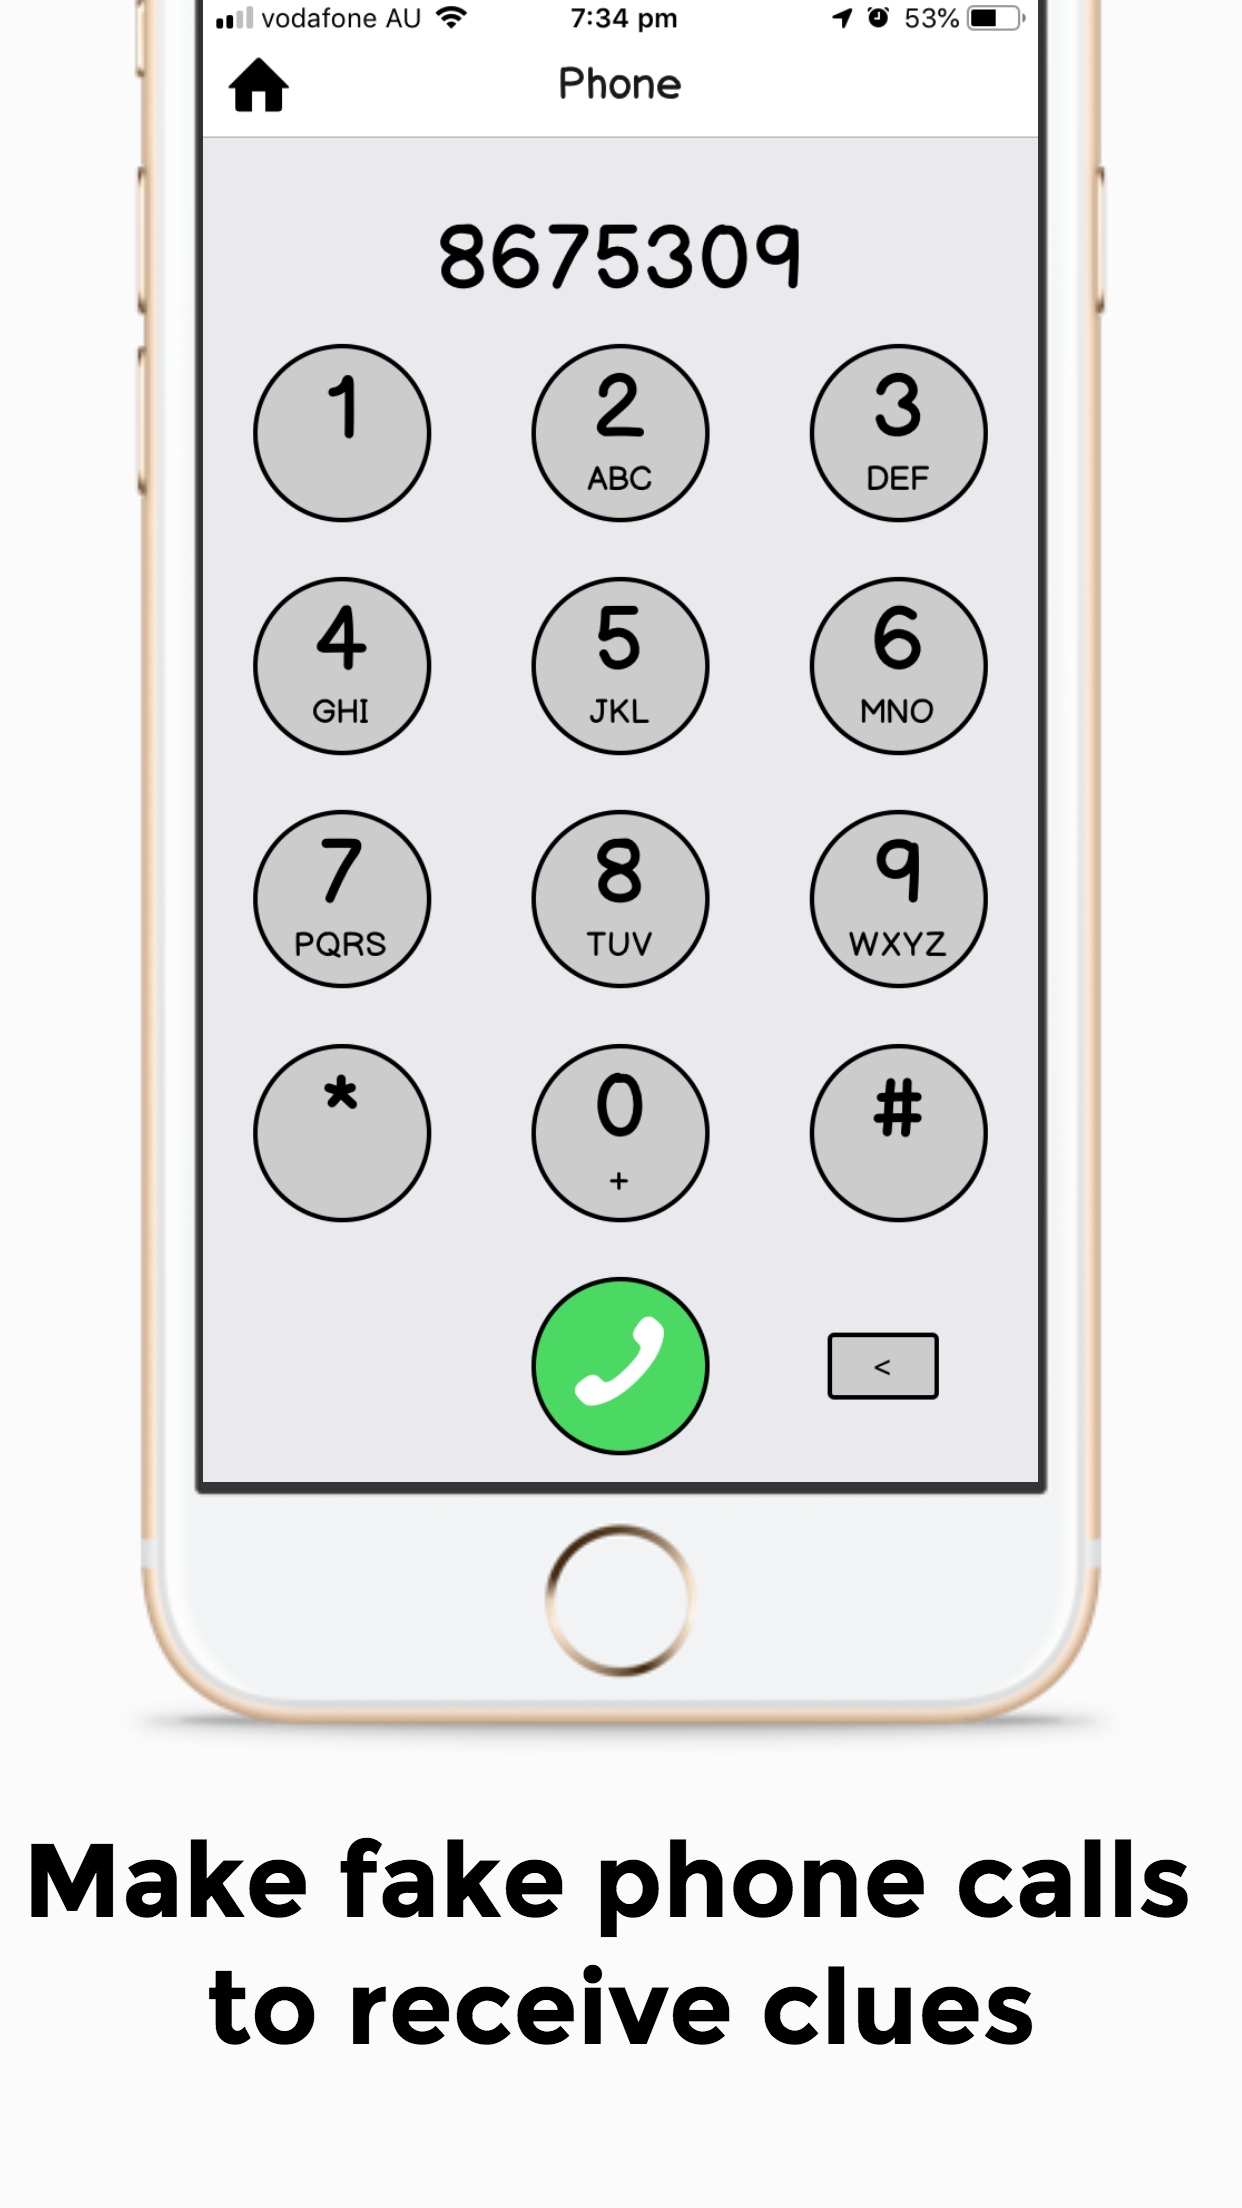 vodafone AU 7:34 pm 53%
Phone
8675309
1 2 3
ABC DEF
4 5 6
GHI JKL MNO
7 8 9
PQRS TUV WXYZ
* 0 #
+
<
Make fake phone calls
to receive clues